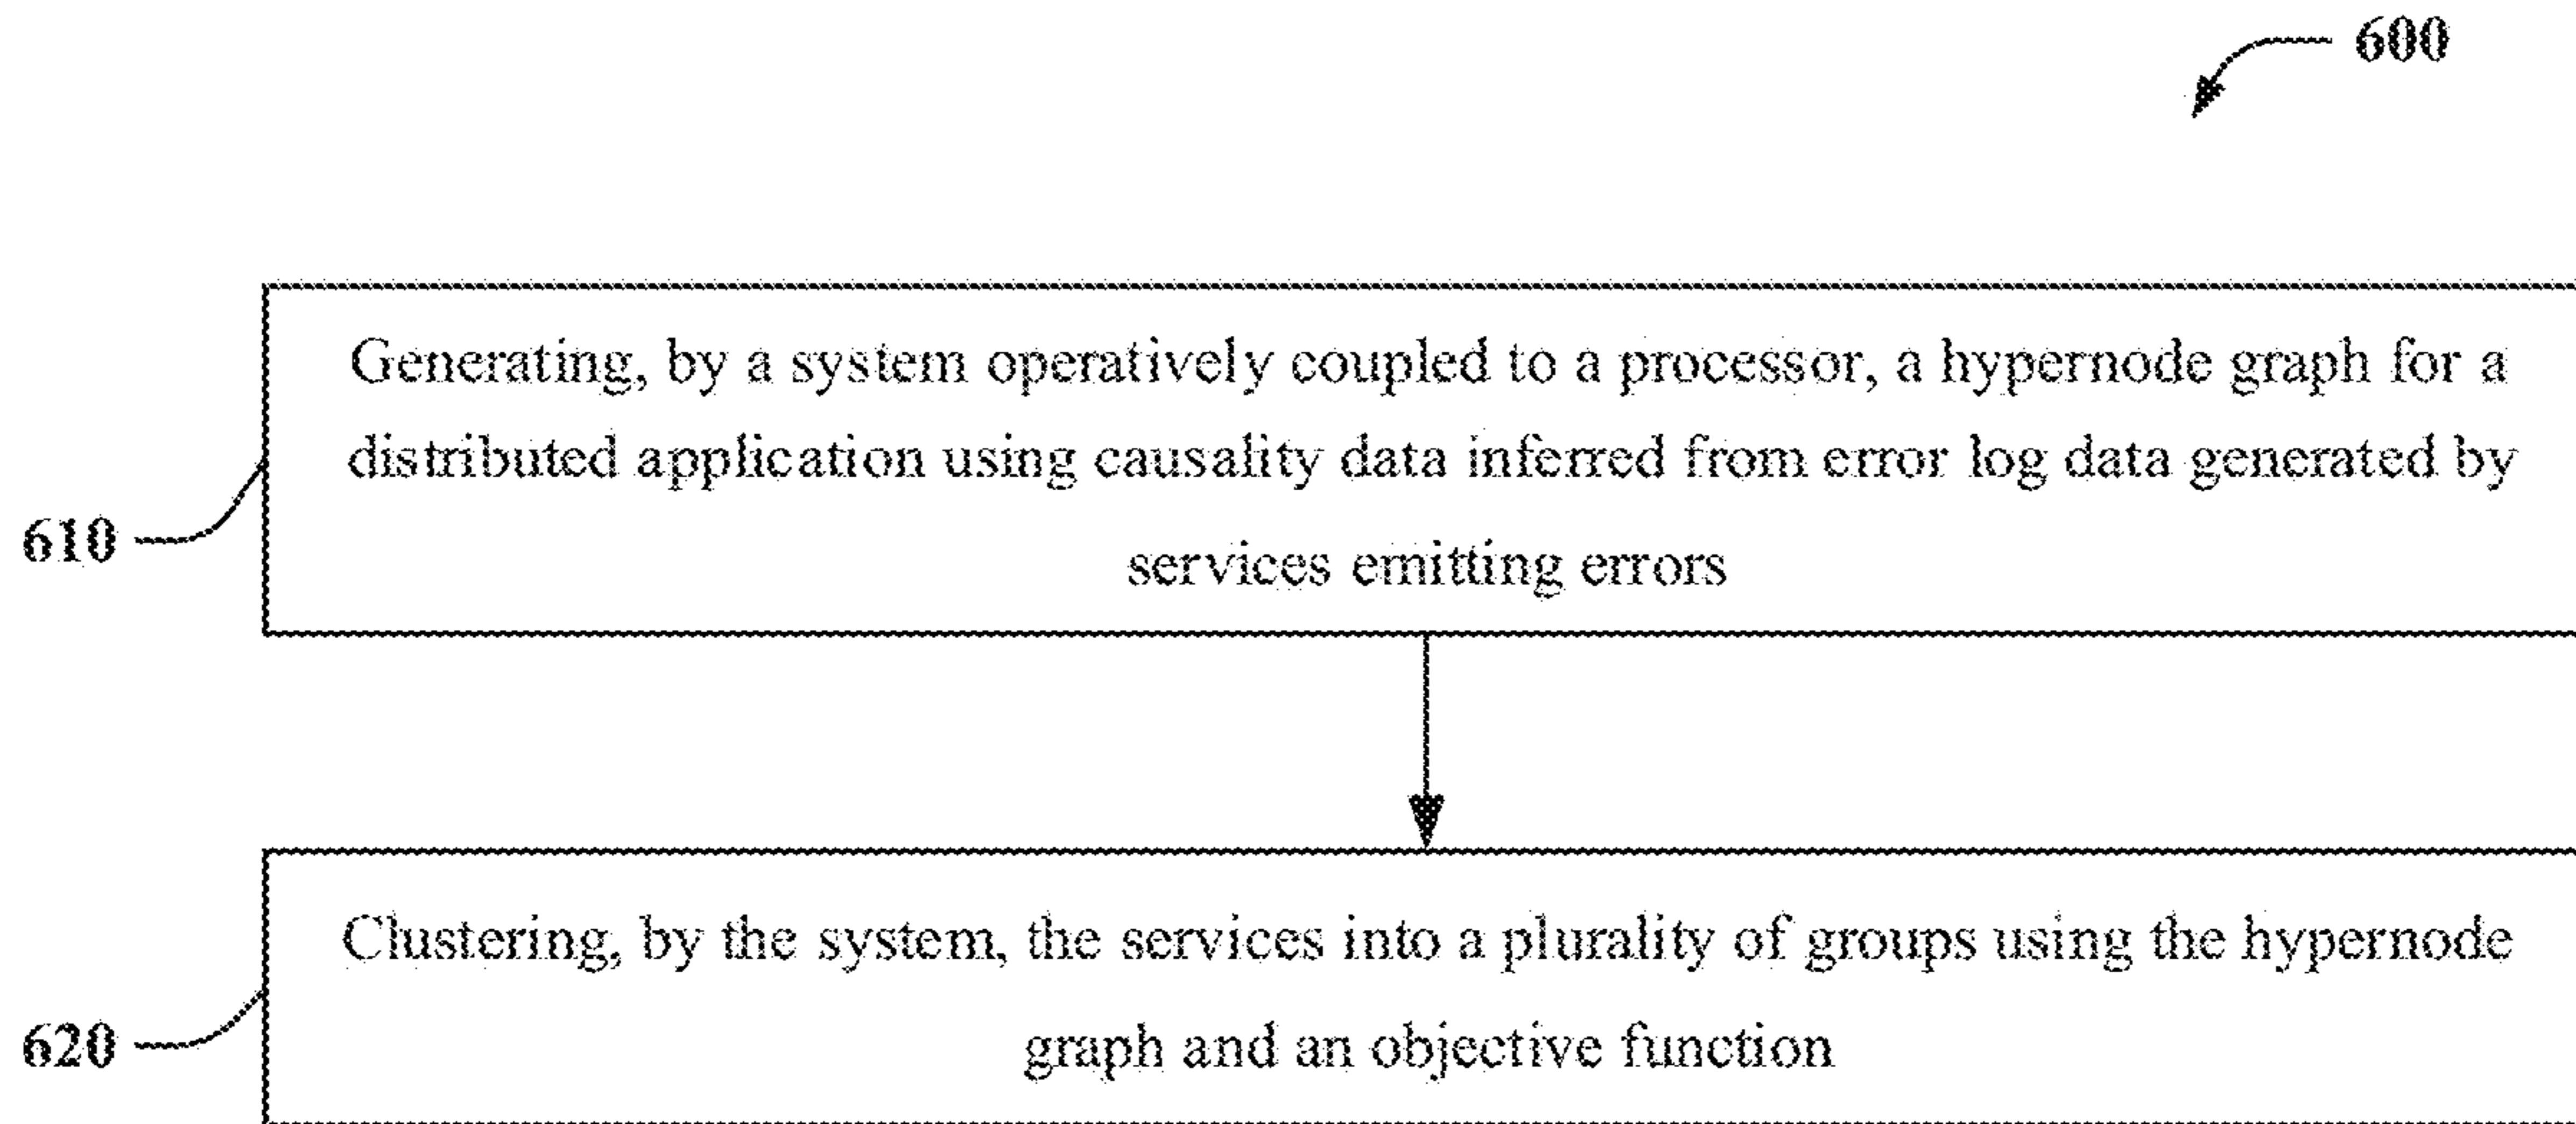 600
Generating, by a system operatively coupled to a processor, a hypernode graph for a
distributed application using causality data inferred from error log data generated by
services emitting errors
610
Clustering, by the system, the services into a plurality of groups using the hypernode
graph and an objective function
620